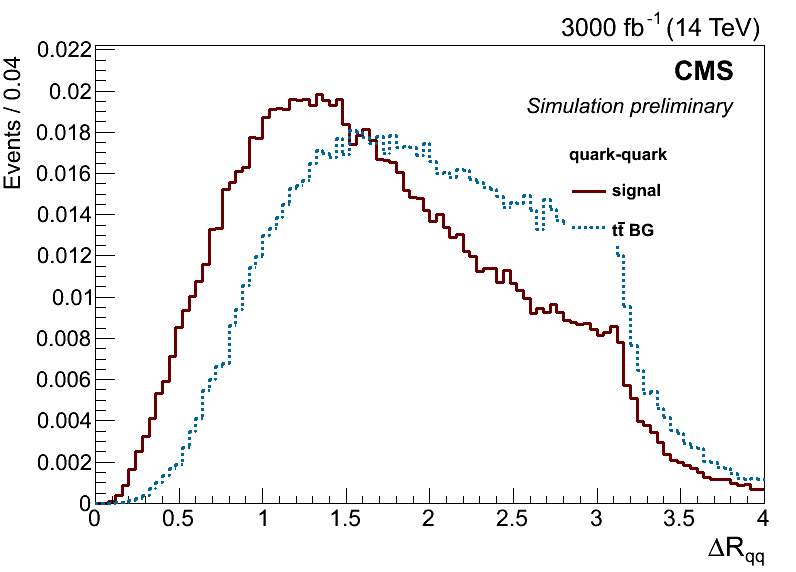 3000 fb⁻¹ (14 TeV)
CMS
Simulation preliminary
quark-quark
signal
tt̄ BG
Events / 0.04
0.022
0.02
0.018
0.016
0.014
0.012
0.01
0.008
0.006
0.004
0.002
0
0 0.5 1 1.5 2 2.5 3 3.5 4
ΔR_qq